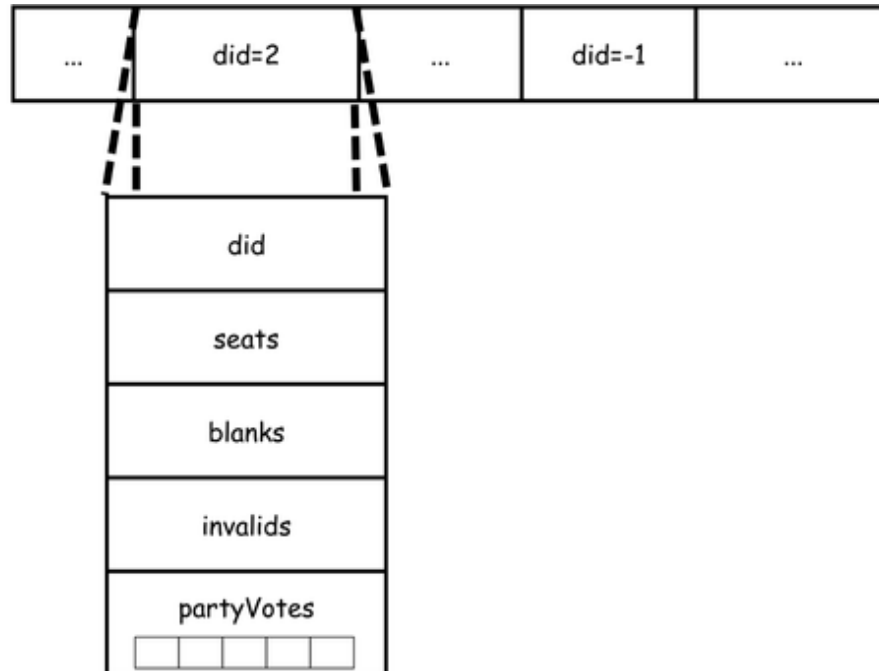 ... did=2 ... did=-1 ...
did
seats
blanks
invalids
partyVotes